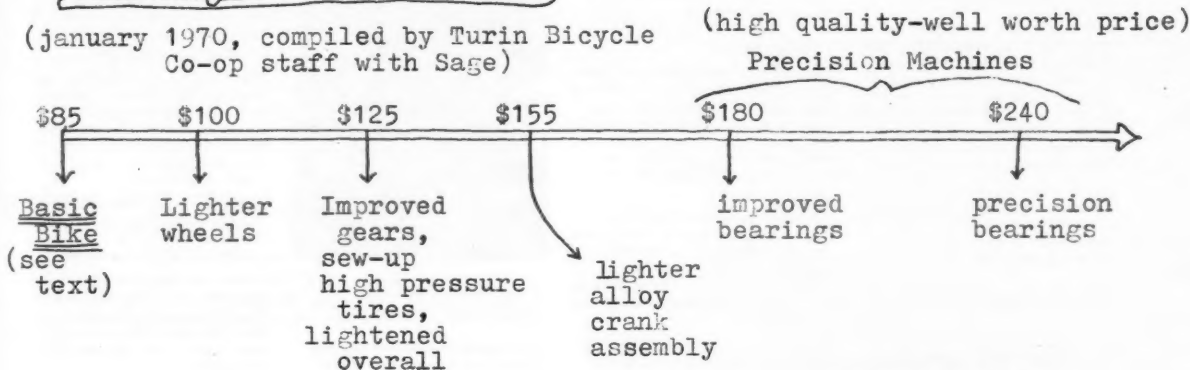 (january 1970, compiled by Turin Bicycle
Co-op staff with Sage)
(high quality-well worth price)
Precision Machines
$85
$100
$125
$155
$180
$240
Basic
Bike
(see
text)
Lighter
wheels
Improved
gears,
sew-up
high pressure
tires,
lightened
overall
lighter
alloy
crank
assembly
improved
bearings
precision
bearings